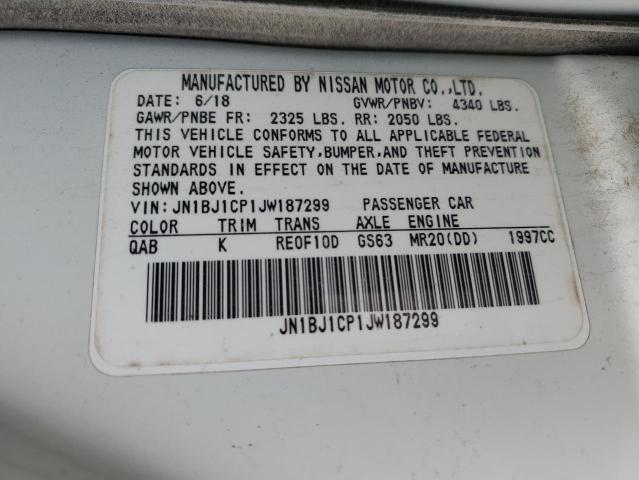 MANUFACTURED BY NISSAN MOTOR CO.,LTD.
DATE: 6/18 GVWR/PNBV: 4340 LBS.
GAWR/PNBE FR: 2325 LBS. RR: 2050 LBS.
THIS VEHICLE CONFORMS TO ALL APPLICABLE FEDERAL
MOTOR VEHICLE SAFETY,BUMPER,AND THEFT PREVENTION
STANDARDS IN EFFECT ON THE DATE OF MANUFACTURE
SHOWN ABOVE.
VIN: JN1BJ1CP1JW187299 PASSENGER CAR
COLOR TRIM TRANS AXLE ENGINE
QAB K REOF10D GS63 MR20(DD) 1997CC
JN1BJ1CP1JW187299